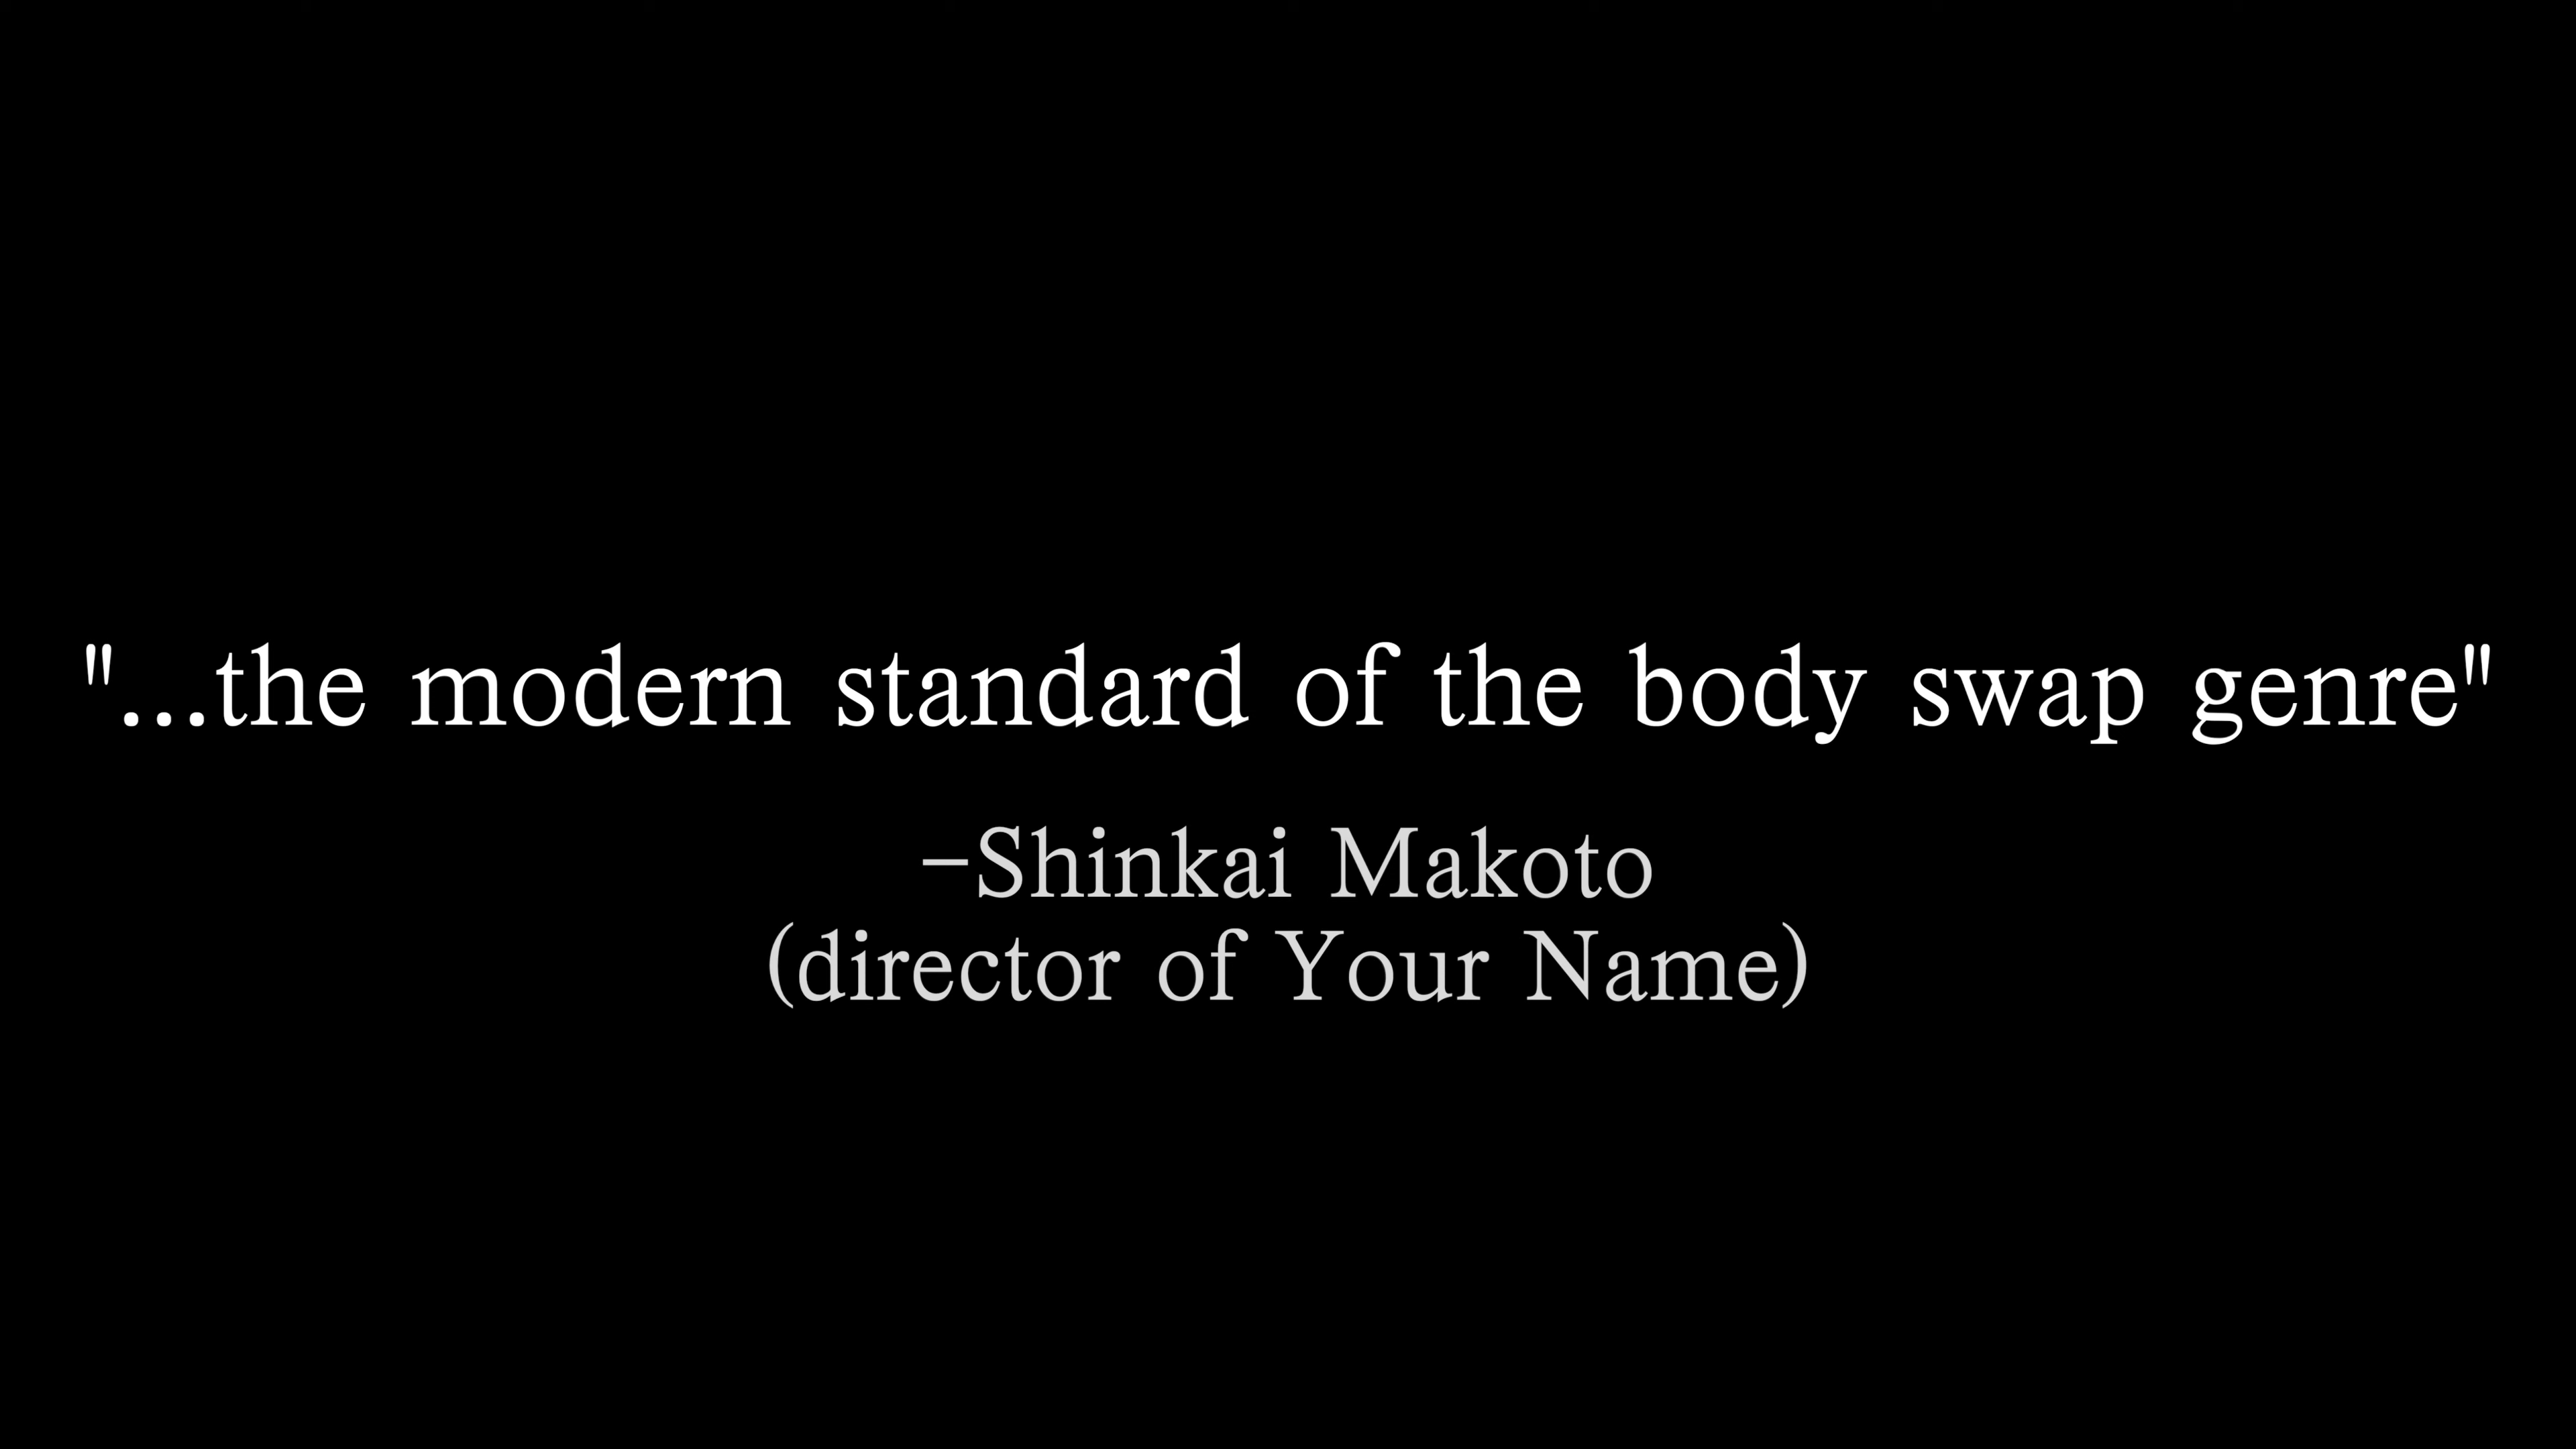 "...the modern standard of the body swap genre"
-Shinkai Makoto
(director of Your Name)